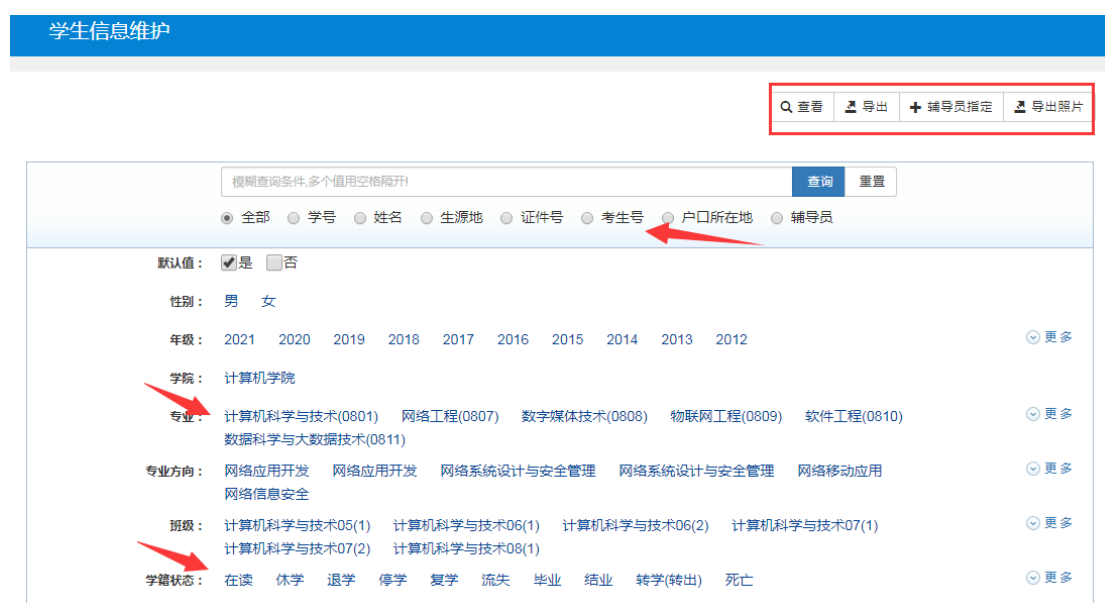 学生信息维护
查看 导出 辅导员指定 导出照片
模糊查询条件,多个值用空格隔开! 查询 重置
全部 学号 姓名 生源地 证件号 考生号 户口所在地 辅导员
默认值： 是 否
性别： 男 女
年级： 2021 2020 2019 2018 2017 2016 2015 2014 2013 2012 更多
学院： 计算机学院
专业： 计算机科学与技术(0801) 网络工程(0807) 数字媒体技术(0808) 物联网工程(0809) 软件工程(0810) 更多
数据科学与大数据技术(0811)
专业方向： 网络应用开发 网络应用开发 网络系统设计与安全管理 网络系统设计与安全管理 网络移动应用 更多
网络信息安全
班级： 计算机科学与技术05(1) 计算机科学与技术06(1) 计算机科学与技术06(2) 计算机科学与技术07(1) 更多
计算机科学与技术07(2) 计算机科学与技术08(1)
学籍状态： 在读 休学 退学 停学 复学 流失 毕业 结业 转学(转出) 死亡 更多